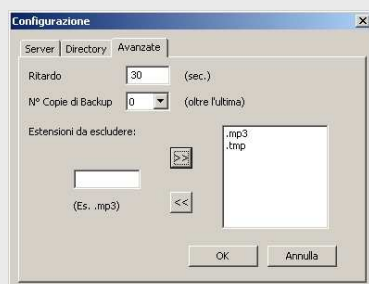 Configurazione
Server Directory Avanzate
Ritardo 30 (sec.)
N° Copie di Backup 0 (oltre l'ultima)
Estensioni da escludere:
.mp3
.tmp
>>
(Es. .mp3)
<<
OK Annulla